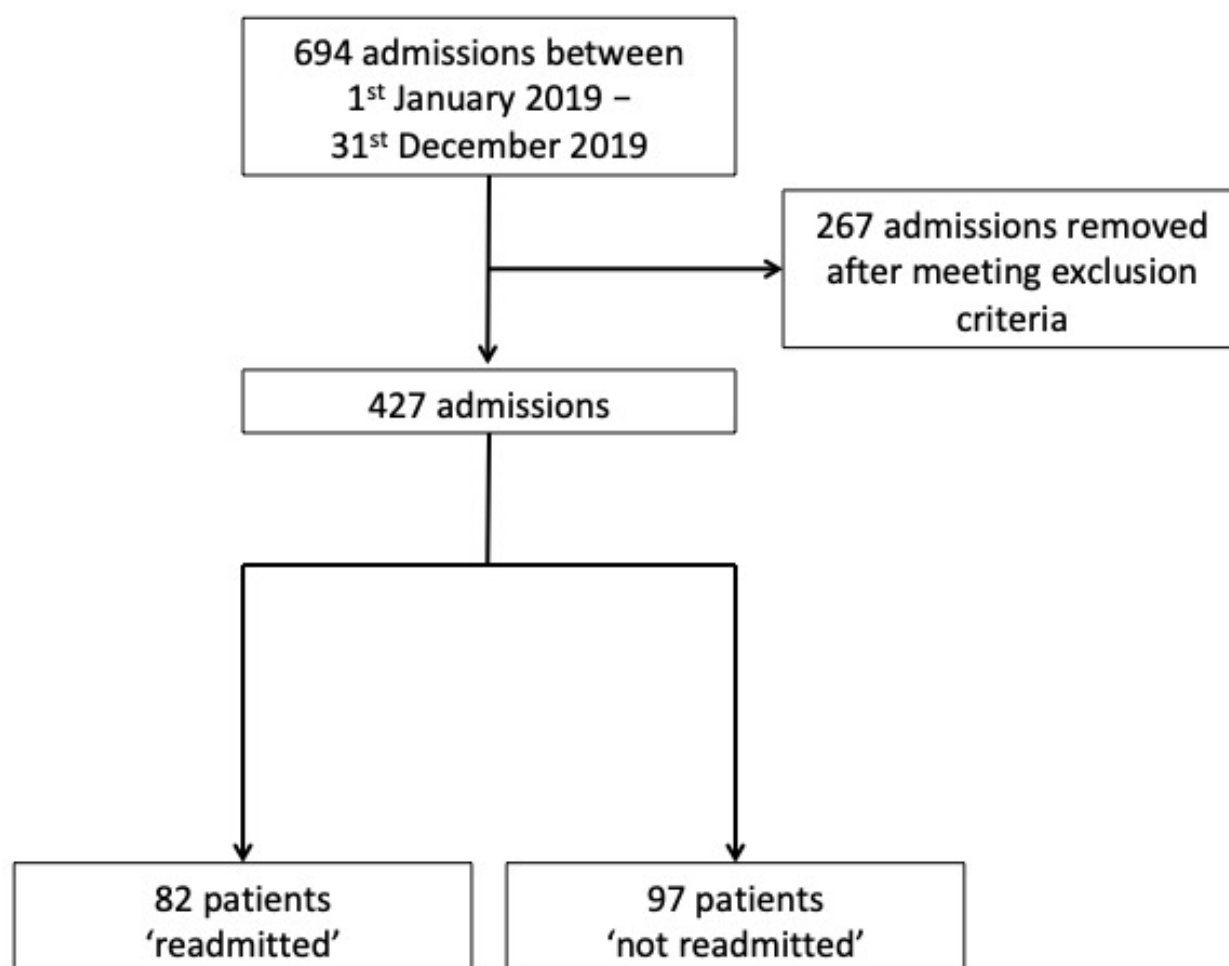 694 admissions between
1st January 2019 –
31st December 2019
267 admissions removed
after meeting exclusion
criteria
427 admissions
82 patients
‘readmitted’
97 patients
‘not readmitted’